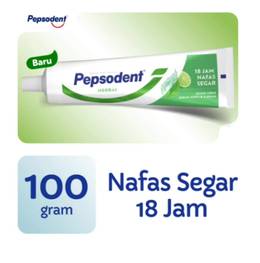 Pepsodent
Baru
Pepsodent
HERBAL
18 JAM
NAFAS
SEGAR
100
gram
Nafas Segar
18 Jam